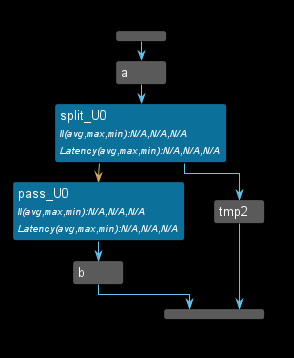 a
split_U0
II(avg,max,min):N/A,N/A,N/A
Latency(avg,max,min):N/A,N/A,N/A
pass_U0
II(avg,max,min):N/A,N/A,N/A
Latency(avg,max,min):N/A,N/A,N/A
tmp2
b